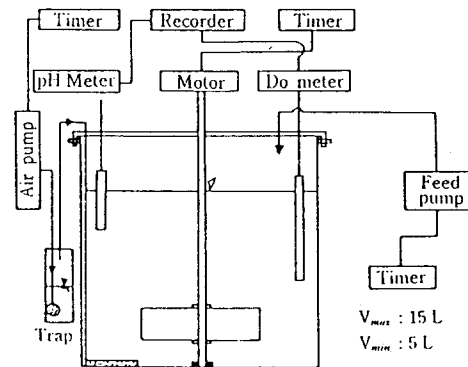 Timer
Recorder
Timer
pH Meter
Motor
Do meter
Air pump
Feed
pump
Timer
Trap
V_max : 15 L
V_min : 5 L